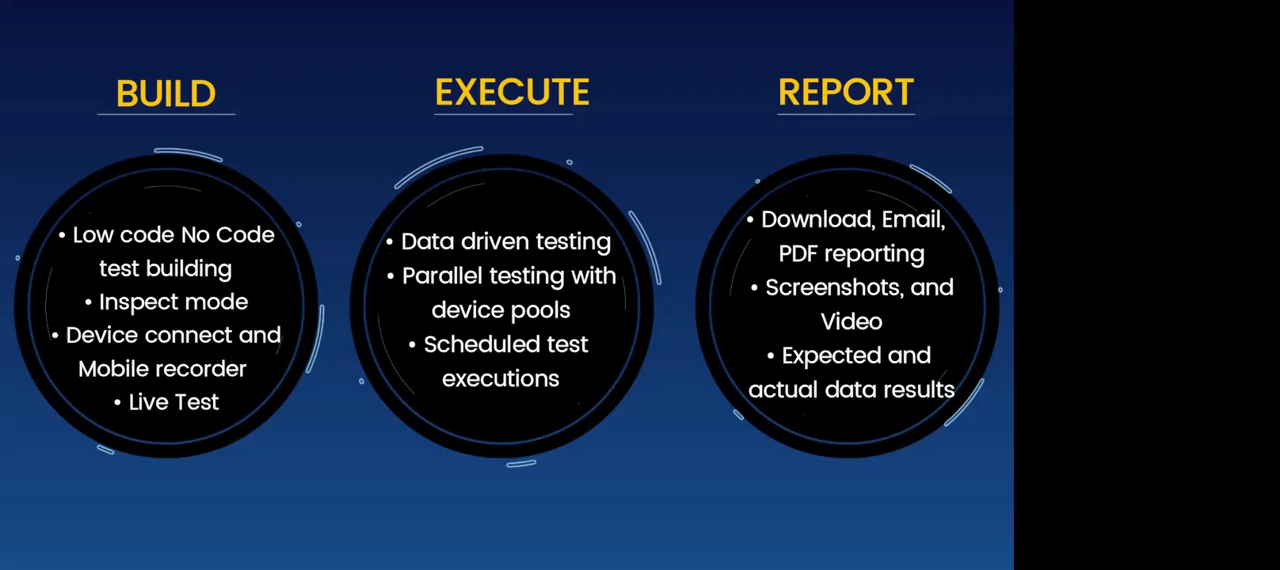 BUILD
• Low code No Code
test building
• Inspect mode
• Device connect and
Mobile recorder
• Live Test
EXECUTE
• Data driven testing
• Parallel testing with
device pools
• Scheduled test
executions
REPORT
• Download, Email,
PDF reporting
• Screenshots, and
Video
• Expected and
actual data results